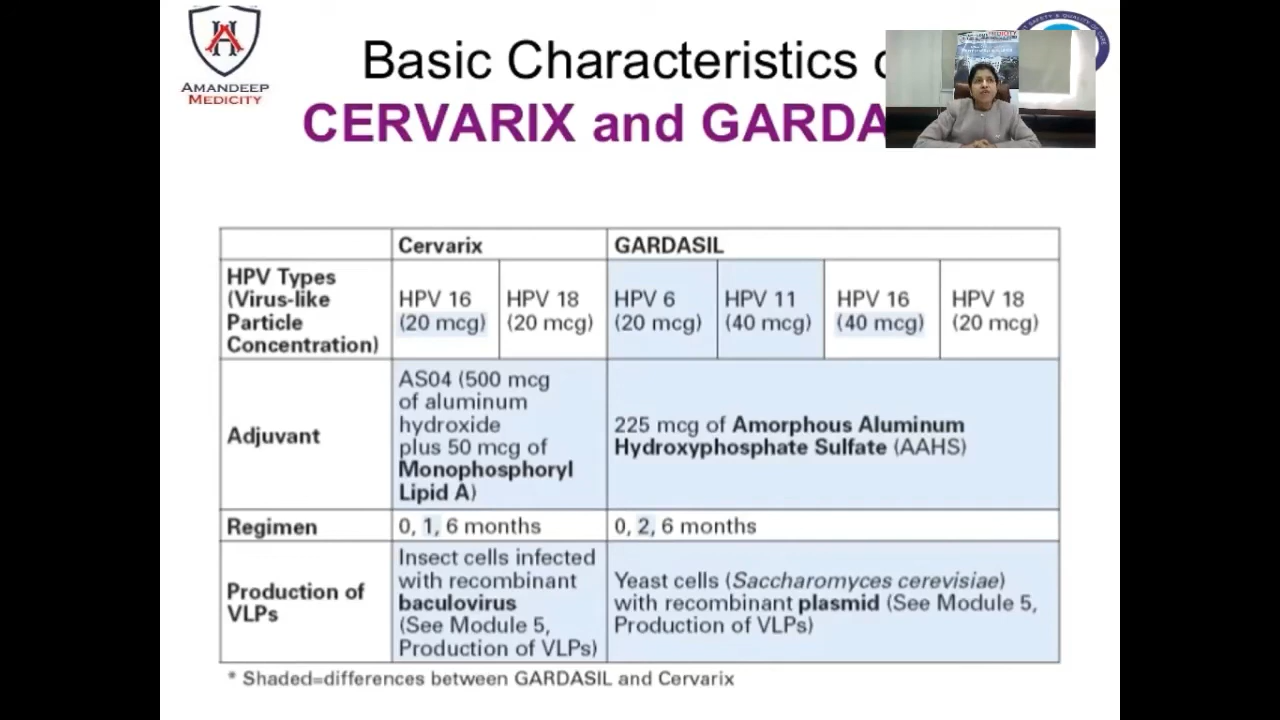 AMANDEEP
MEDICITY
Basic Characteristics
CERVARIX and
SAFETY & QUALITY OF CARE
Cervarix
GARDASIL
HPV Types
(Virus-like
Particle
Concentration)
HPV 16
(20 mcg)
HPV 18
(20 mcg)
HPV 6
(20 mcg)
HPV 11
(40 mcg)
HPV 16
(40 mcg)
HPV 18
(20 mcg)
Adjuvant
AS04 (500 mcg
of aluminum
hydroxide
plus 50 mcg of
Monophosphoryl
Lipid A)
225 mcg of Amorphous Aluminum
Hydroxyphosphate Sulfate (AAHS)
Regimen
0, 1, 6 months
0, 2, 6 months
Production of
VLPs
Insect cells infected
with recombinant
baculovirus
(See Module 5,
Production of VLPs)
Yeast cells (Saccharomyces cerevisiae)
with recombinant plasmid (See Module 5,
Production of VLPs)
* Shaded=differences between GARDASIL and Cervarix